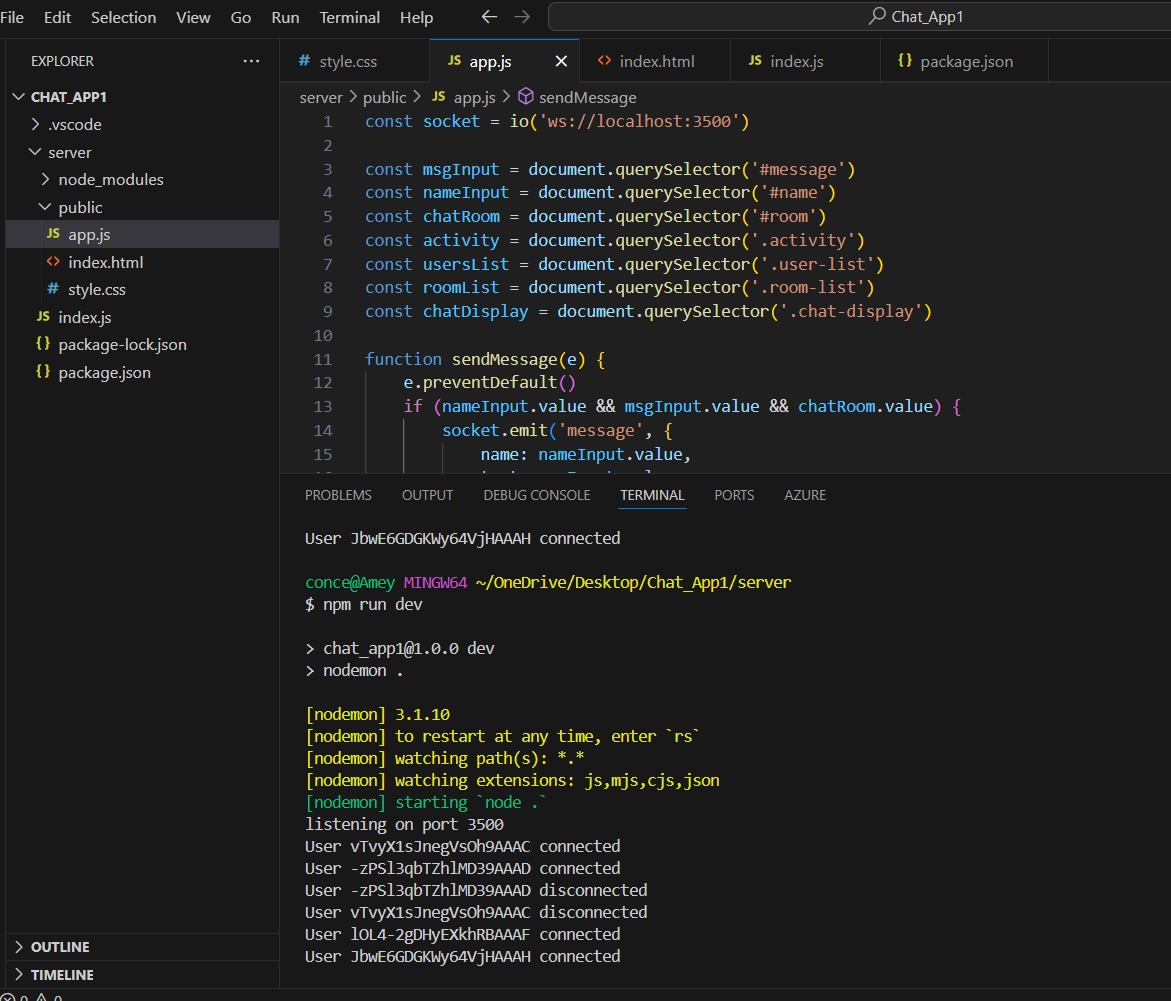 File Edit Selection View Go Run Terminal Help ← → Chat_App1
EXPLORER ...
CHAT_APP1
.vscode
server
node_modules
public
JS app.js
<> index.html
# style.css
JS index.js
{} package-lock.json
{} package.json
OUTLINE
TIMELINE
0 0
# style.css JS app.js × <> index.html JS index.js {} package.json
server > public > JS app.js > sendMessage
1 const socket = io('ws://localhost:3500')
2
3 const msgInput = document.querySelector('#message')
4 const nameInput = document.querySelector('#name')
5 const chatRoom = document.querySelector('#room')
6 const activity = document.querySelector('.activity')
7 const usersList = document.querySelector('.user-list')
8 const roomList = document.querySelector('.room-list')
9 const chatDisplay = document.querySelector('.chat-display')
10
11 function sendMessage(e) {
12 e.preventDefault()
13 if (nameInput.value && msgInput.value && chatRoom.value) {
14 socket.emit('message', {
15 name: nameInput.value,
PROBLEMS OUTPUT DEBUG CONSOLE TERMINAL PORTS AZURE
User JbwE6GDGKWy64VjHAAAH connected
conce@Amey MINGW64 ~/OneDrive/Desktop/Chat_App1/server
$ npm run dev
> chat_app1@1.0.0 dev
> nodemon .
[nodemon] 3.1.10
[nodemon] to restart at any time, enter `rs`
[nodemon] watching path(s): *.*
[nodemon] watching extensions: js,mjs,cjs,json
[nodemon] starting `node .`
listening on port 3500
User vTvyX1sJnegVsOh9AAAC connected
User -zPSl3qbTZhlMD39AAAD connected
User -zPSl3qbTZhlMD39AAAD disconnected
User vTvyX1sJnegVsOh9AAAC disconnected
User lOL4-2gDHyEXkhRBAAAF connected
User JbwE6GDGKWy64VjHAAAH connected